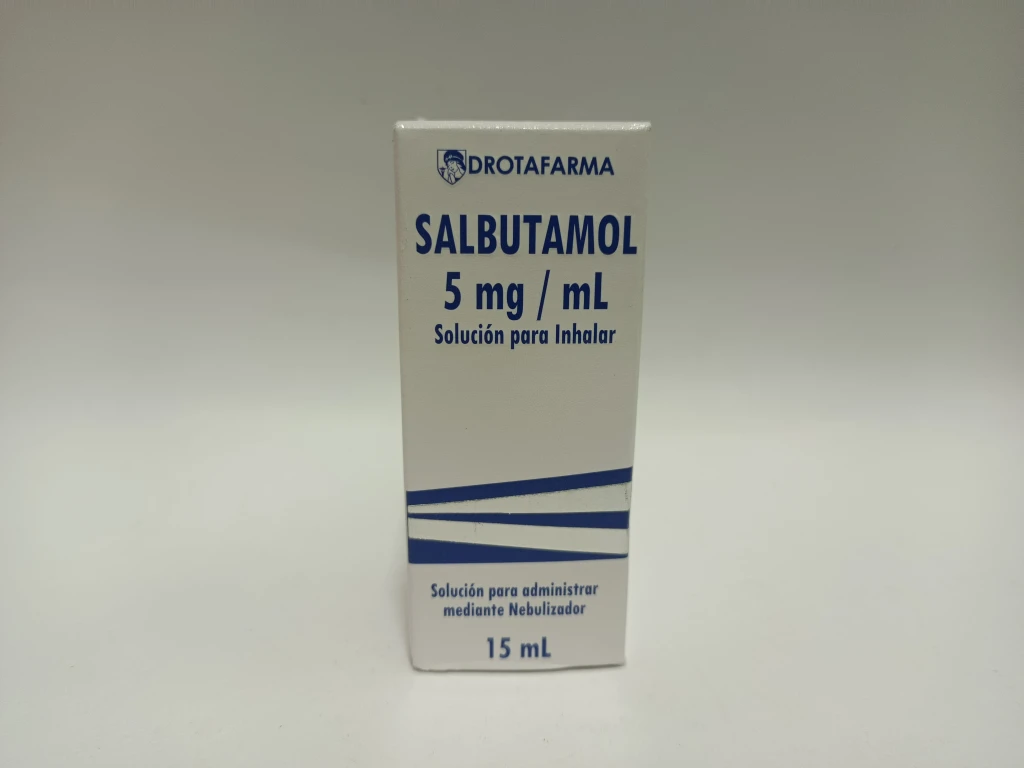 DROTAFARMA
SALBUTAMOL
5 mg / mL
Solución para Inhalar
Solución para administrar
mediante Nebulizador
15 mL